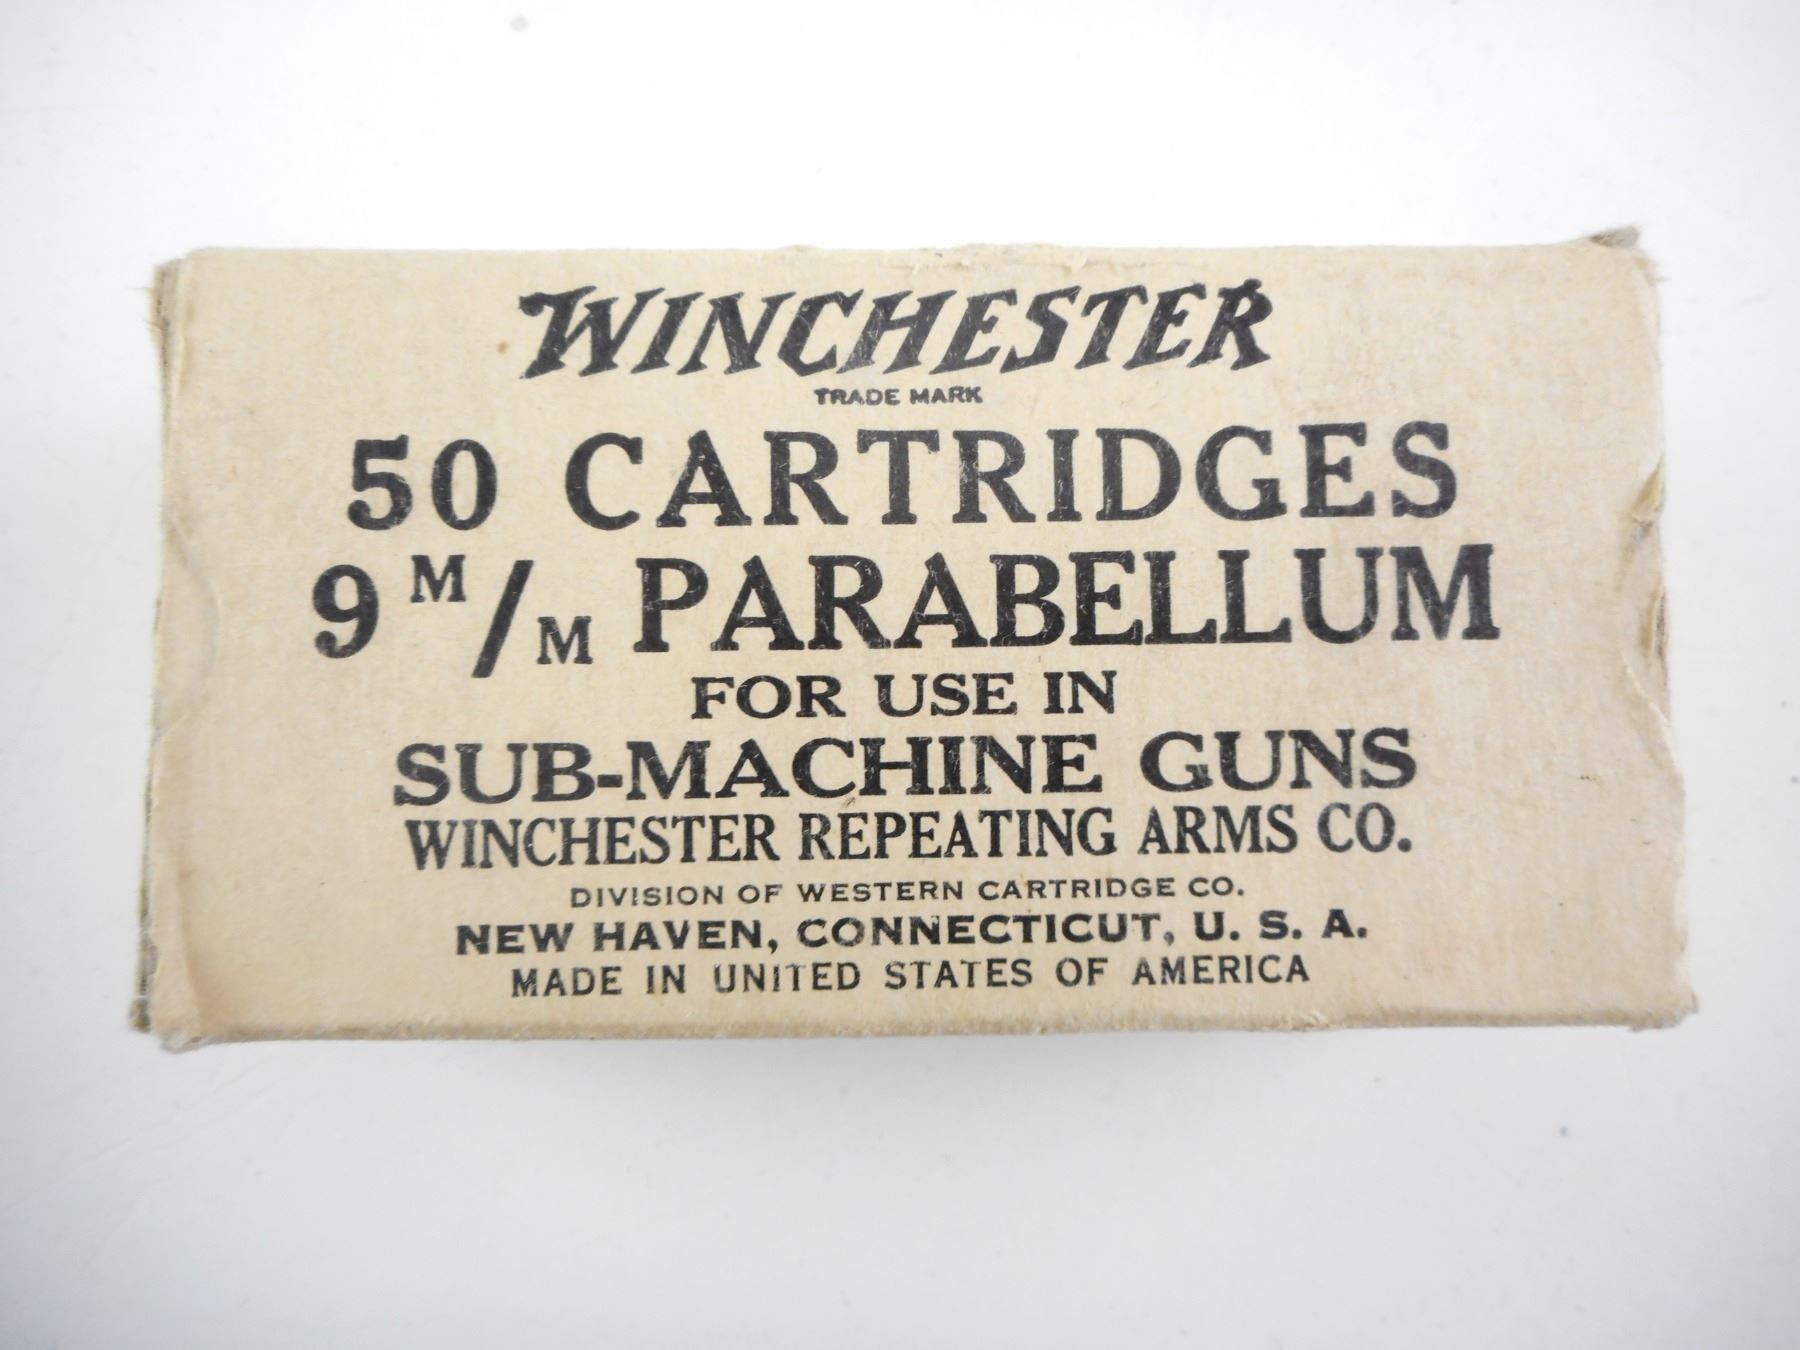 WINCHESTER
TRADE MARK
50 CARTRIDGES
9 M/M PARABELLUM
FOR USE IN
SUB-MACHINE GUNS
WINCHESTER REPEATING ARMS CO.
DIVISION OF WESTERN CARTRIDGE CO.
NEW HAVEN, CONNECTICUT, U. S. A.
MADE IN UNITED STATES OF AMERICA